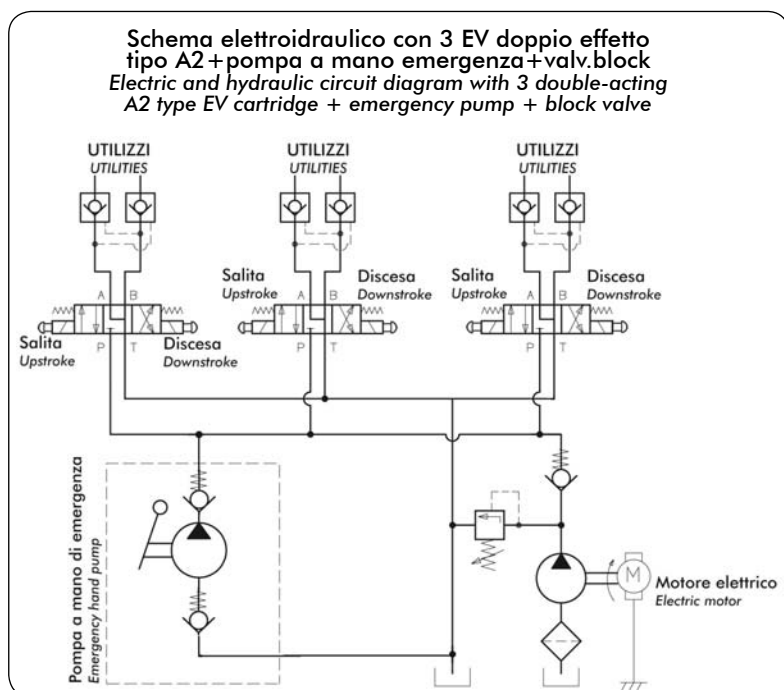 Schema elettroidraulico con 3 EV doppio effetto
tipo A2+pompa a mano emergenza+valv.block
Electric and hydraulic circuit diagram with 3 double-acting
A2 type EV cartridge + emergency pump + block valve
UTILIZZI
UTILITIES
UTILIZZI
UTILITIES
UTILIZZI
UTILITIES
A B
P T
Salita
Upstroke
Discesa
Downstroke
Salita
Upstroke
A B
Discesa
Downstroke
P T
Salita
Upstroke
A B
Discesa
Downstroke
P T
Pompa a mano di emergenza
Emergency hand pump
M
Motore elettrico
Electric motor